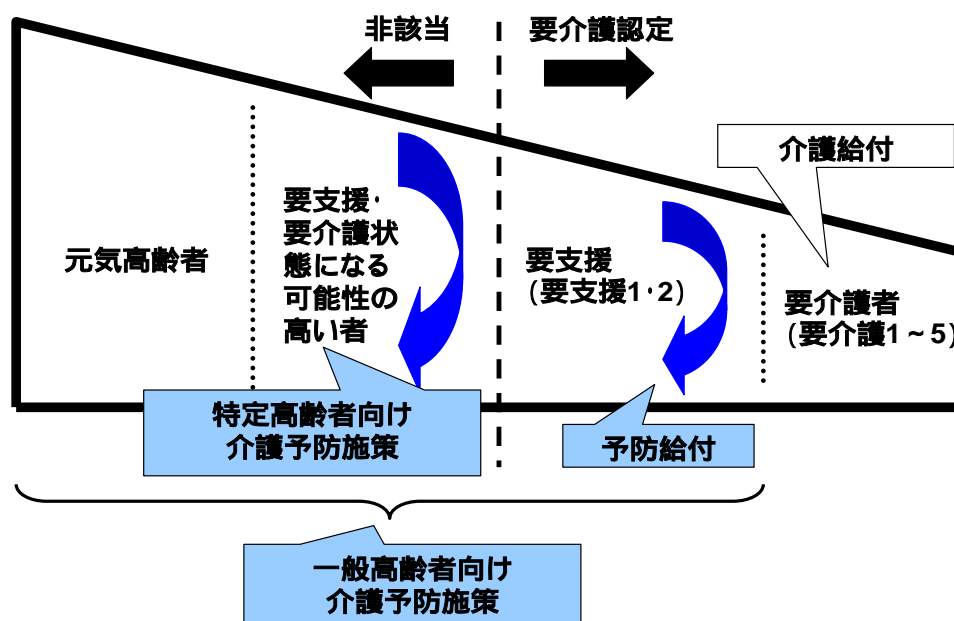 非該当
要介護認定
介護給付
元気高齢者
要支援・
要介護状
態になる
可能性の
高い者
要支援
(要支援1・2)
要介護者
(要介護1~5)
特定高齢者向け
介護予防施策
予防給付
一般高齢者向け
介護予防施策